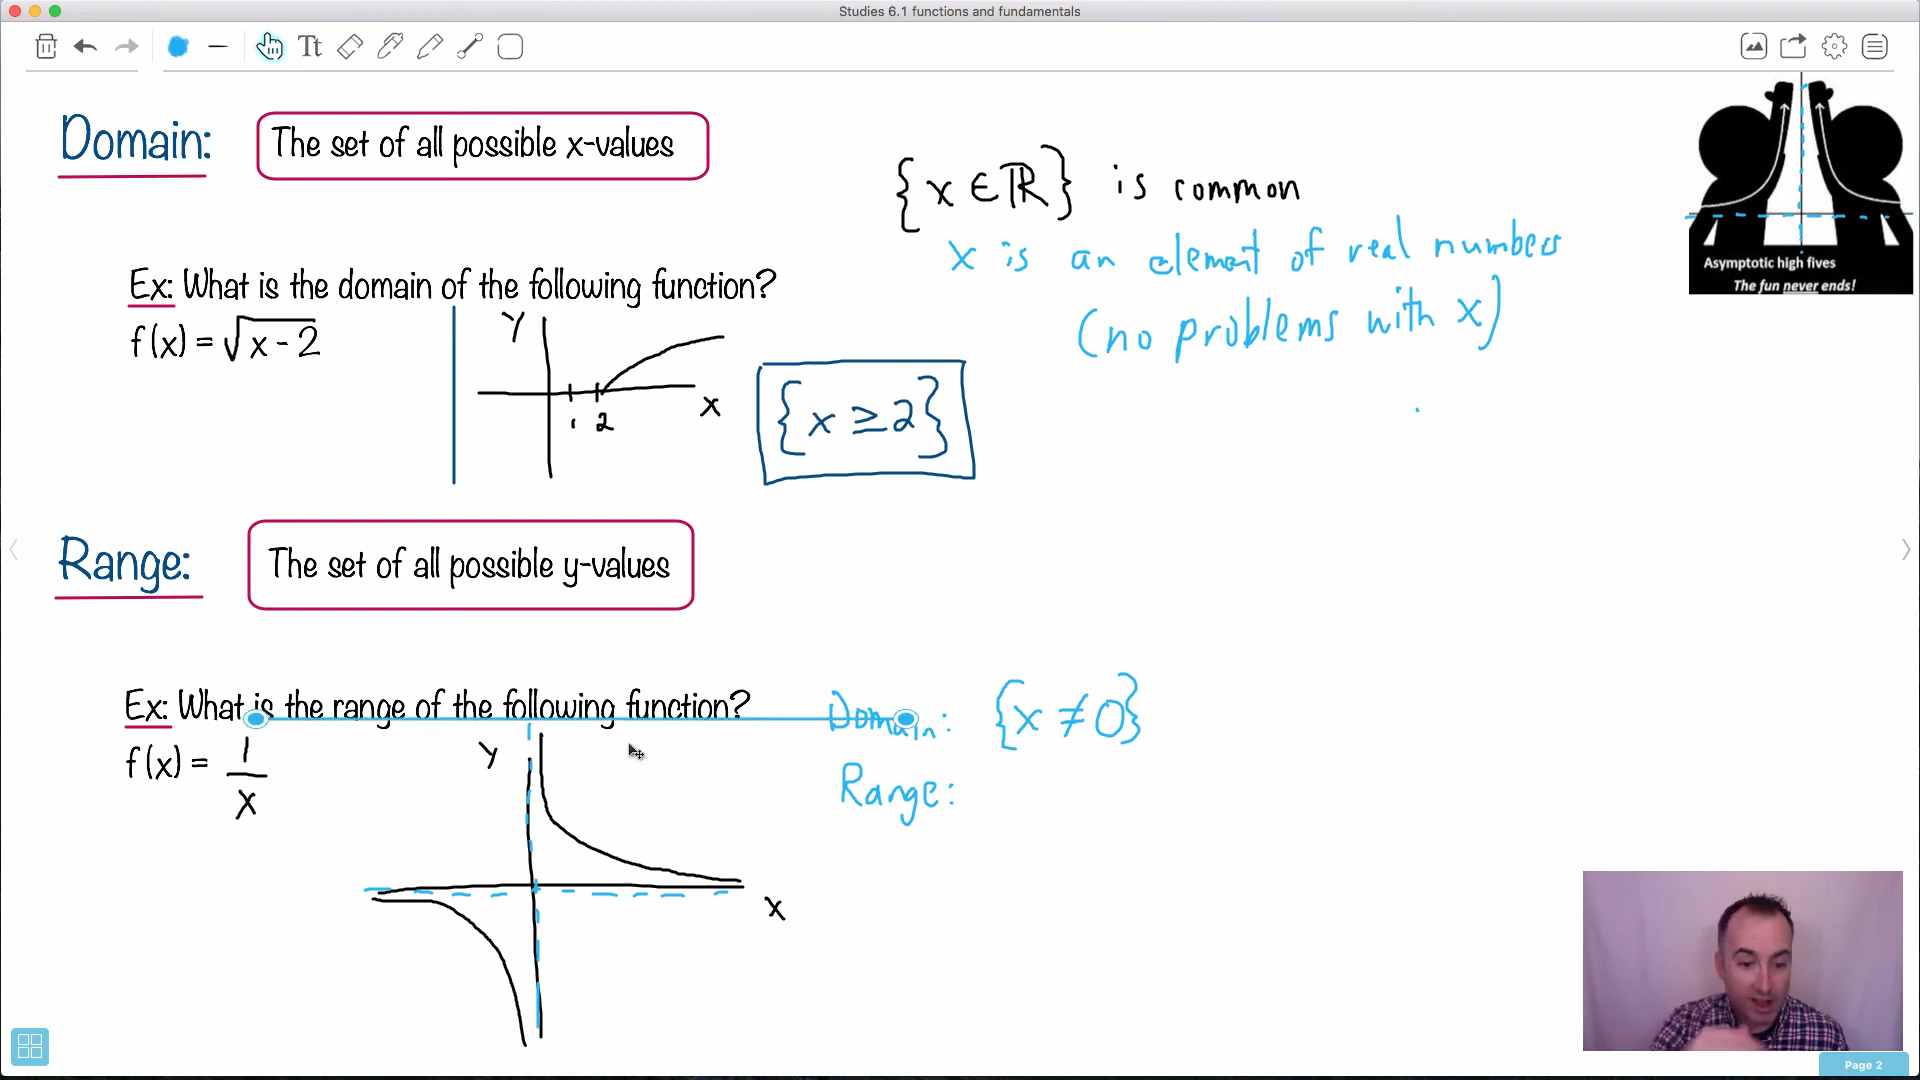 Studies 6.1 functions and fundamentals
Tt
Domain: The set of all possible x-values
{x ∈ ℝ} is common
x is an element of real numbers
(no problems with x)
Asymptotic high fives
The fun never ends!
Ex: What is the domain of the following function?
f(x) = √x - 2
y
x
1 2
{x ≥ 2}
Range: The set of all possible y-values
Ex: What is the range of the following function?
f(x) = 1/x
y
x
Domain: {x ≠ 0}
Range:
Page 2